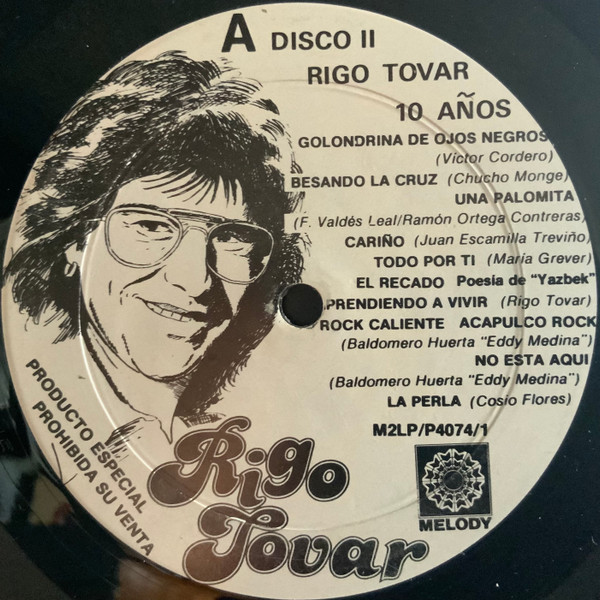 A DISCO II
RIGO TOVAR
10 AÑOS
GOLONDRINA DE OJOS NEGROS
(Victor Cordero)
BESANDO LA CRUZ (Chucho Monge)
UNA PALOMITA
(F. Valdés Leal/Ramón Ortega Contreras)
CARIÑO (Juan Escamilla Treviño)
TODO POR TI (María Grever)
EL RECADO Poesia de "Yazbek"
PRENDIENDO A VIVIR (Rigo Tovar)
ROCK CALIENTE ACAPULCO ROCK
(Baldomero Huerta "Eddy Medina")
NO ESTA AQUI
(Baldomero Huerta "Eddy Medina")
LA PERLA (Cosio Flores)
M2LP/P4074/1
MELODY
PRODUCTO ESPECIAL
PROHIBIDA SU VENTA
Rigo
Tovar